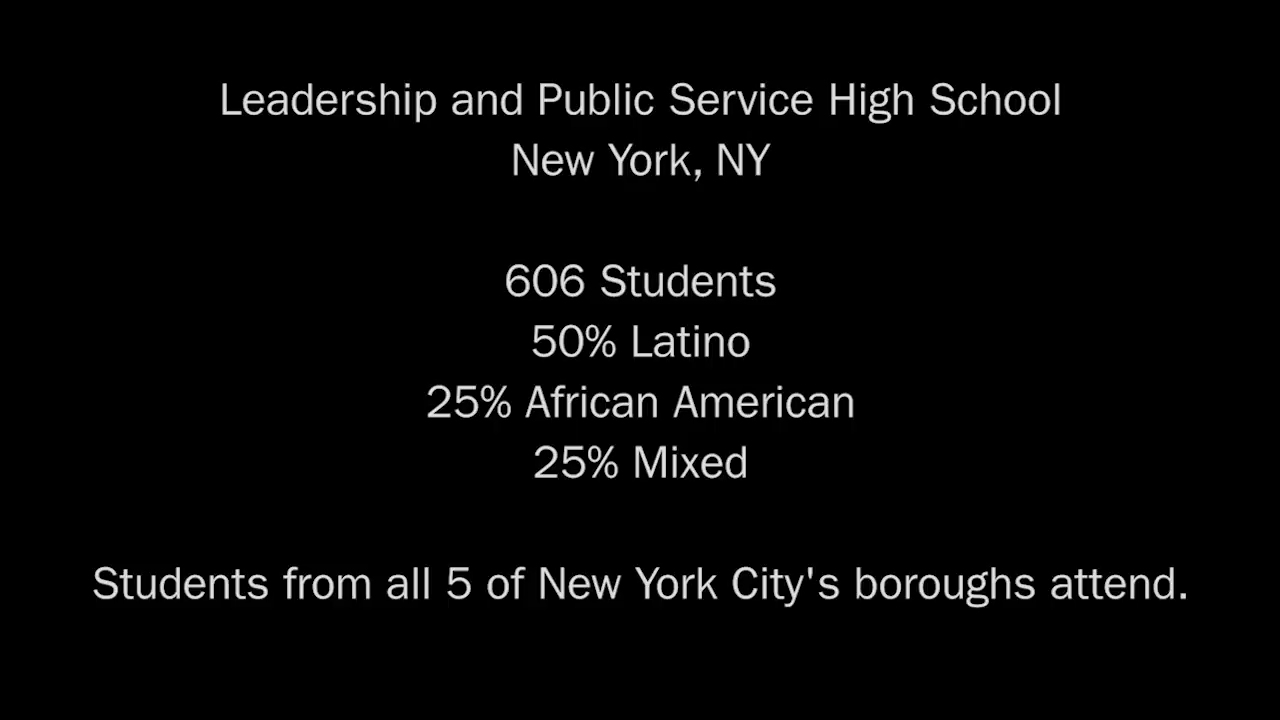 Leadership and Public Service High School
New York, NY
606 Students
50% Latino
25% African American
25% Mixed
Students from all 5 of New York City's boroughs attend.